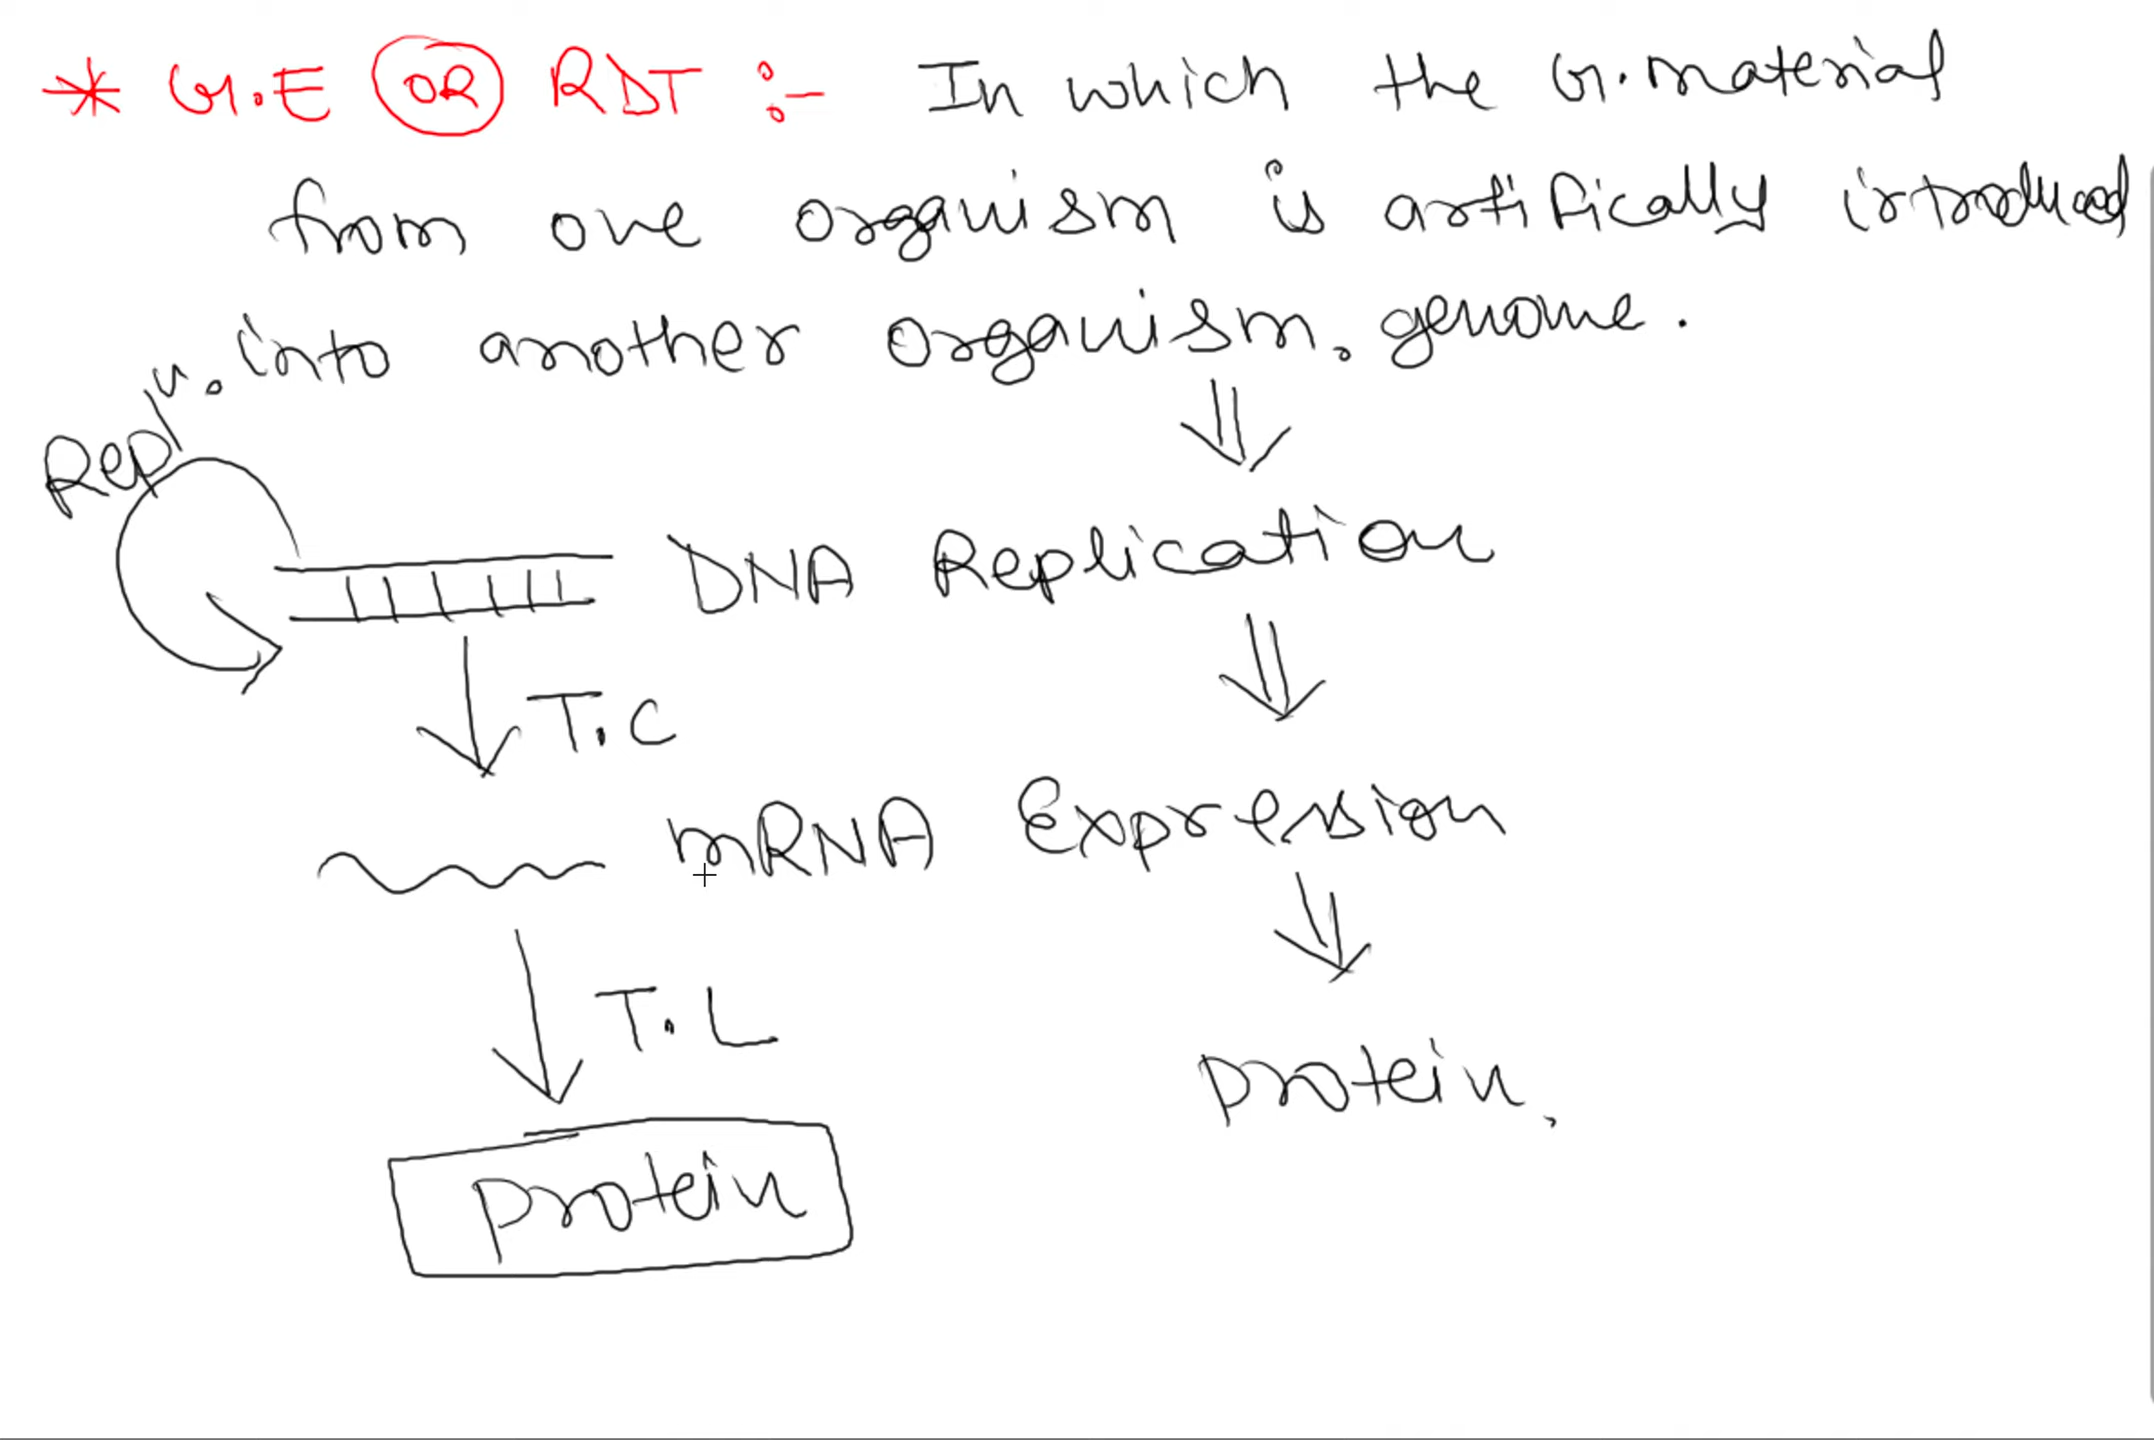 * G.E OR RDT :- In which the G.material
from one organism is artifically introduced
into another organism. genome.
Repln.
DNA Replication
T.C
mRNA Expression
T.L
protein.
protein